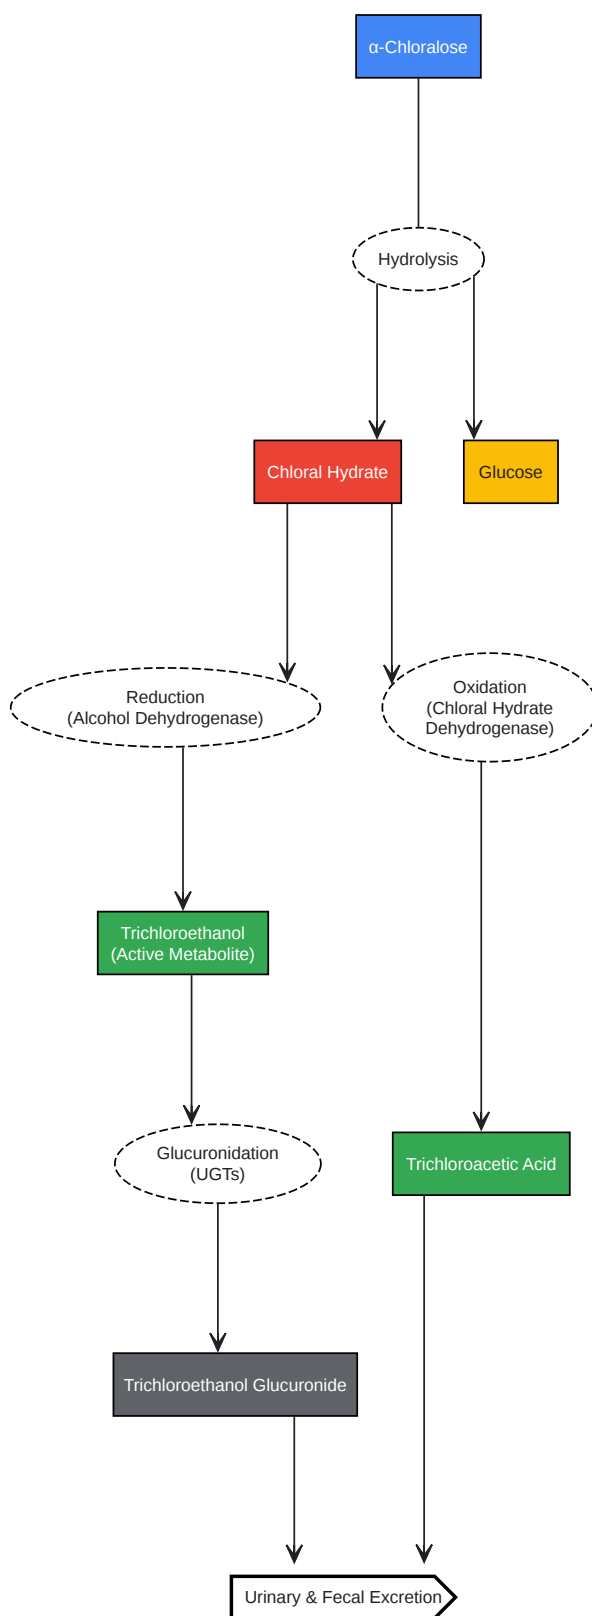 α-Chloralose
Hydrolysis
Chloral Hydrate
Glucose
Reduction
(Alcohol Dehydrogenase)
Oxidation
(Chloral Hydrate
Dehydrogenase)
Trichloroethanol
(Active Metabolite)
Glucuronidation
(UGTs)
Trichloroacetic Acid
Trichloroethanol Glucuronide
Urinary & Fecal Excretion